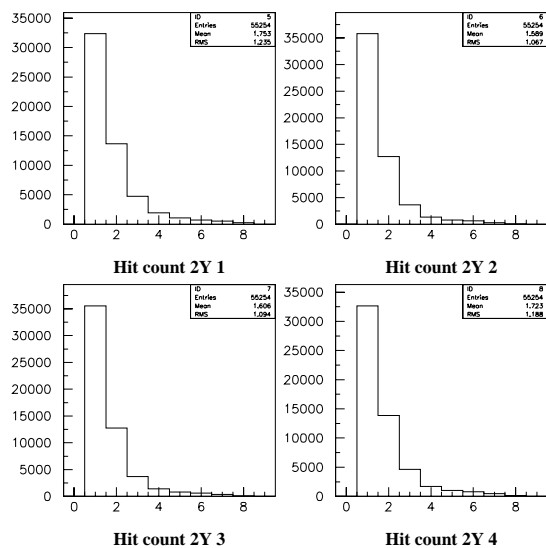 ID 5
Entries 55254
Mean 1.753
RMS 1.235
35000
30000
25000
20000
15000
10000
5000
0
0 2 4 6 8
Hit count 2Y 1
ID 6
Entries 55254
Mean 1.589
RMS 1.067
35000
30000
25000
20000
15000
10000
5000
0
0 2 4 6 8
Hit count 2Y 2
ID 7
Entries 55254
Mean 1.606
RMS 1.094
35000
30000
25000
20000
15000
10000
5000
0
0 2 4 6 8
Hit count 2Y 3
ID 8
Entries 55254
Mean 1.723
RMS 1.188
35000
30000
25000
20000
15000
10000
5000
0
0 2 4 6 8
Hit count 2Y 4